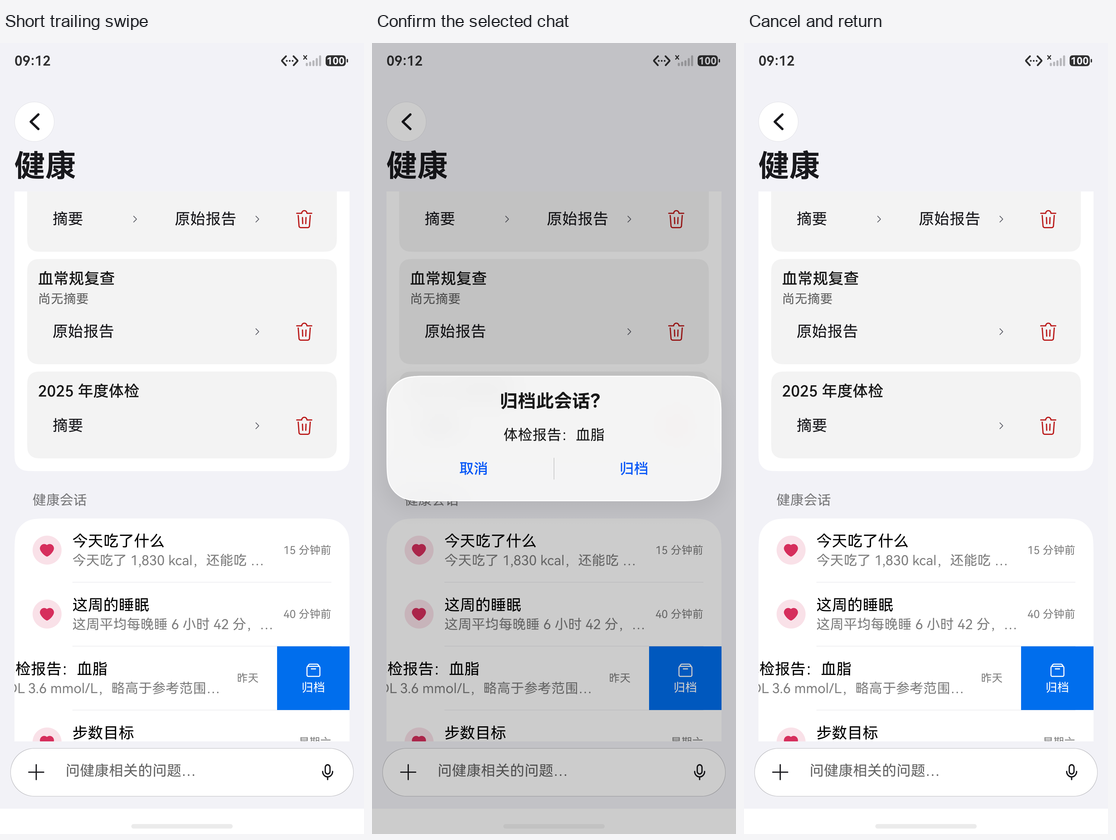 Short trailing swipe
09:12
100
健康
摘要
原始报告
血常规复查
尚无摘要
原始报告
2025 年度体检
摘要
健康会话
今天吃了什么
今天吃了 1,830 kcal，还能吃 …
15 分钟前
这周的睡眠
这周平均每晚睡 6 小时 42 分，…
40 分钟前
检报告：血脂
DL 3.6 mmol/L，略高于参考范围…
昨天
归档
步数目标
问健康相关的问题…
Confirm the selected chat
09:12
100
健康
摘要
原始报告
血常规复查
尚无摘要
原始报告
归档此会话？
体检报告：血脂
取消
归档
健康会话
今天吃了什么
今天吃了 1,830 kcal，还能吃 …
15 分钟前
这周的睡眠
这周平均每晚睡 6 小时 42 分，…
40 分钟前
检报告：血脂
DL 3.6 mmol/L，略高于参考范围…
昨天
归档
步数目标
问健康相关的问题…
Cancel and return
09:12
100
健康
摘要
原始报告
血常规复查
尚无摘要
原始报告
2025 年度体检
摘要
健康会话
今天吃了什么
今天吃了 1,830 kcal，还能吃 …
15 分钟前
这周的睡眠
这周平均每晚睡 6 小时 42 分，…
40 分钟前
检报告：血脂
DL 3.6 mmol/L，略高于参考范围…
昨天
归档
步数目标
问健康相关的问题…